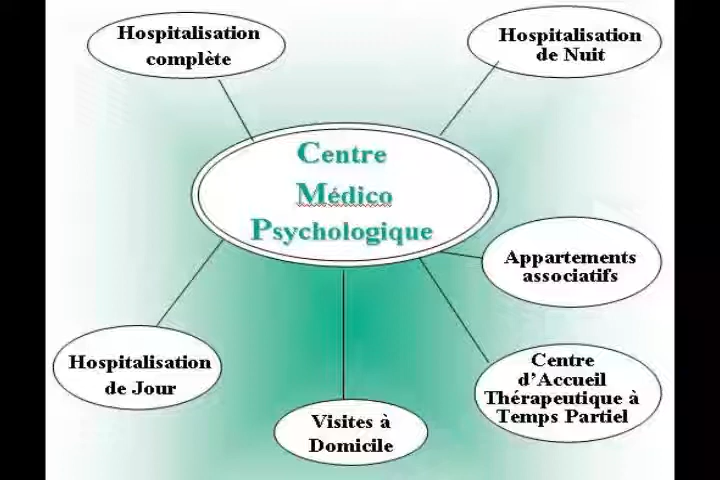 Hospitalisation
complète
Hospitalisation
de Nuit
Centre
Médico
Psychologique
Appartements
associatifs
Hospitalisation
de Jour
Centre
d'Accueil
Thérapeutique à
Temps Partiel
Visites à
Domicile